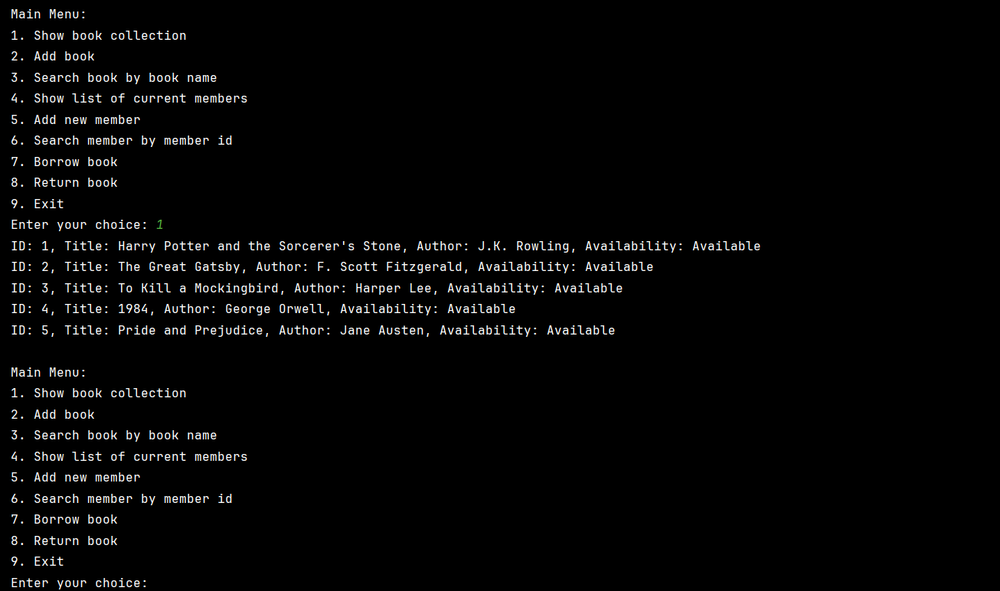 Main Menu:
1. Show book collection
2. Add book
3. Search book by book name
4. Show list of current members
5. Add new member
6. Search member by member id
7. Borrow book
8. Return book
9. Exit
Enter your choice: 1
ID: 1, Title: Harry Potter and the Sorcerer's Stone, Author: J.K. Rowling, Availability: Available
ID: 2, Title: The Great Gatsby, Author: F. Scott Fitzgerald, Availability: Available
ID: 3, Title: To Kill a Mockingbird, Author: Harper Lee, Availability: Available
ID: 4, Title: 1984, Author: George Orwell, Availability: Available
ID: 5, Title: Pride and Prejudice, Author: Jane Austen, Availability: Available

Main Menu:
1. Show book collection
2. Add book
3. Search book by book name
4. Show list of current members
5. Add new member
6. Search member by member id
7. Borrow book
8. Return book
9. Exit
Enter your choice: